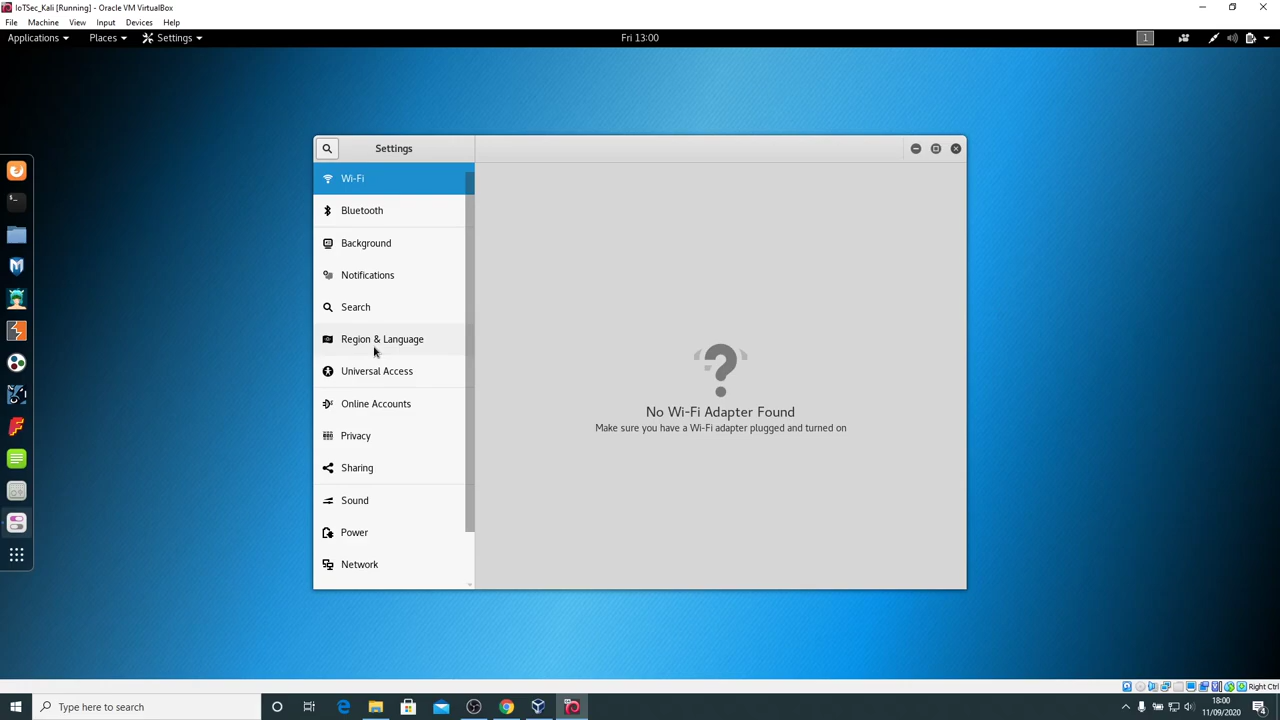 IoTSec_Kali [Running] - Oracle VM VirtualBox
File Machine View Input Devices Help
Applications Places Settings Fri 13:00 1
Settings
Wi-Fi
Bluetooth
Background
Notifications
Search
Region & Language
Universal Access
Online Accounts
Privacy
Sharing
Sound
Power
Network
No Wi-Fi Adapter Found
Make sure you have a Wi-Fi adapter plugged and turned on
Right Ctrl
Type here to search
18:00
11/09/2020
4